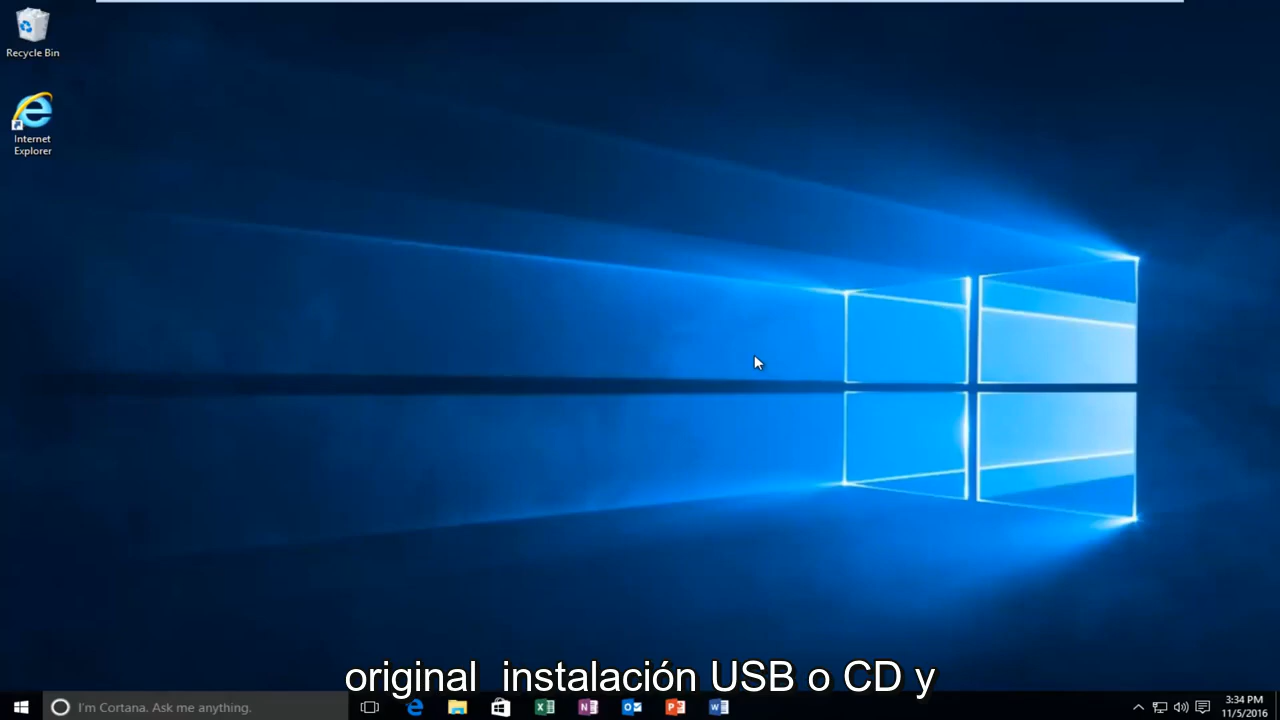 Recycle Bin
Internet
Explorer
original  instalación USB o CD y
I'm Cortana. Ask me anything.
3:34 PM
11/5/2016